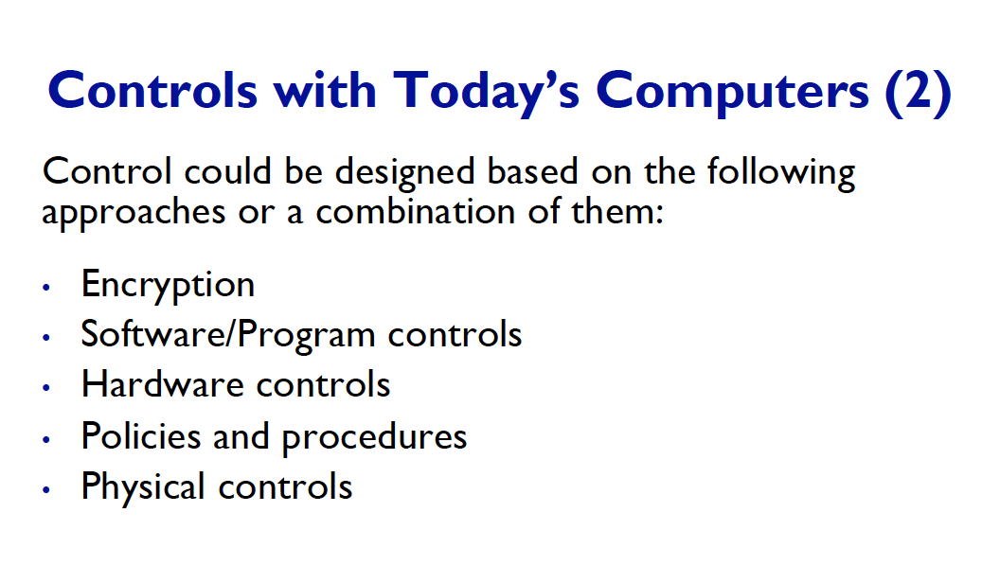 Controls with Today’s Computers (2)
Control could be designed based on the following
approaches or a combination of them:
• Encryption
• Software/Program controls
• Hardware controls
• Policies and procedures
• Physical controls